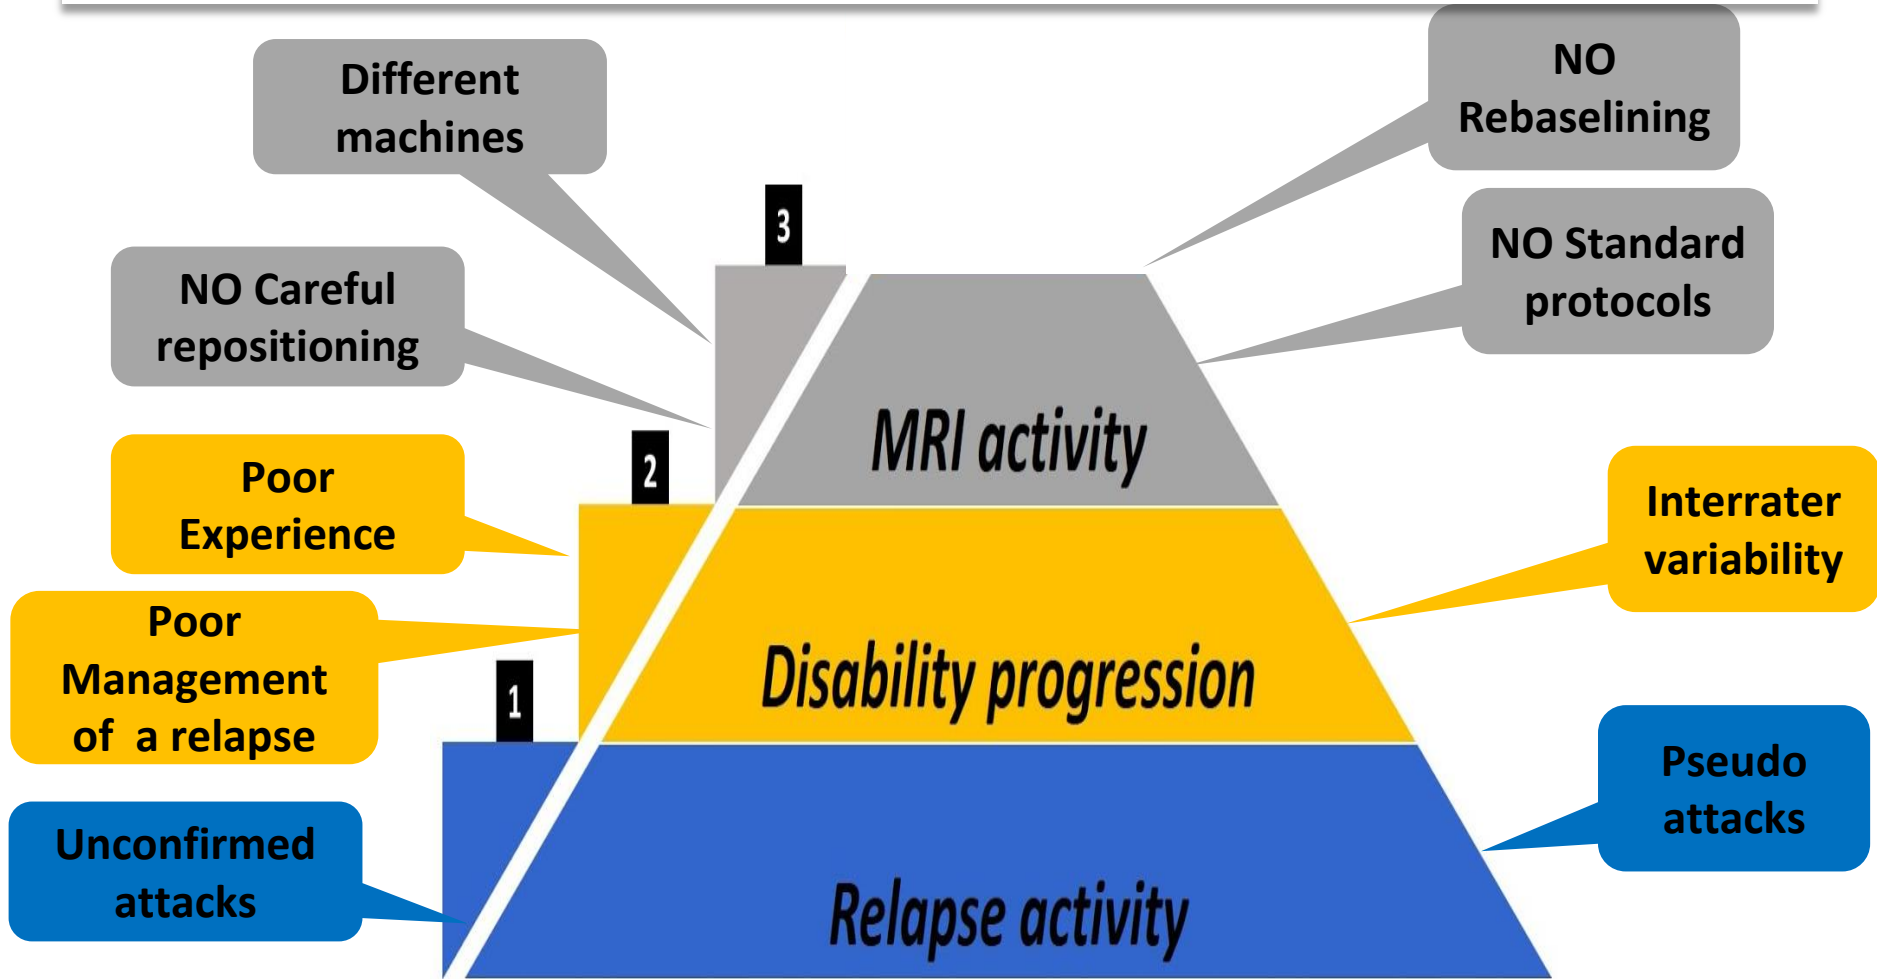 Different
machines
NO
Rebaselining
3
NO Standard
protocols
NO Careful
repositioning
MRI activity
2
Poor
Experience
Interrater
variability
Poor
Management
of a relapse
1
Disability progression
Pseudo
attacks
Unconfirmed
attacks
Relapse activity